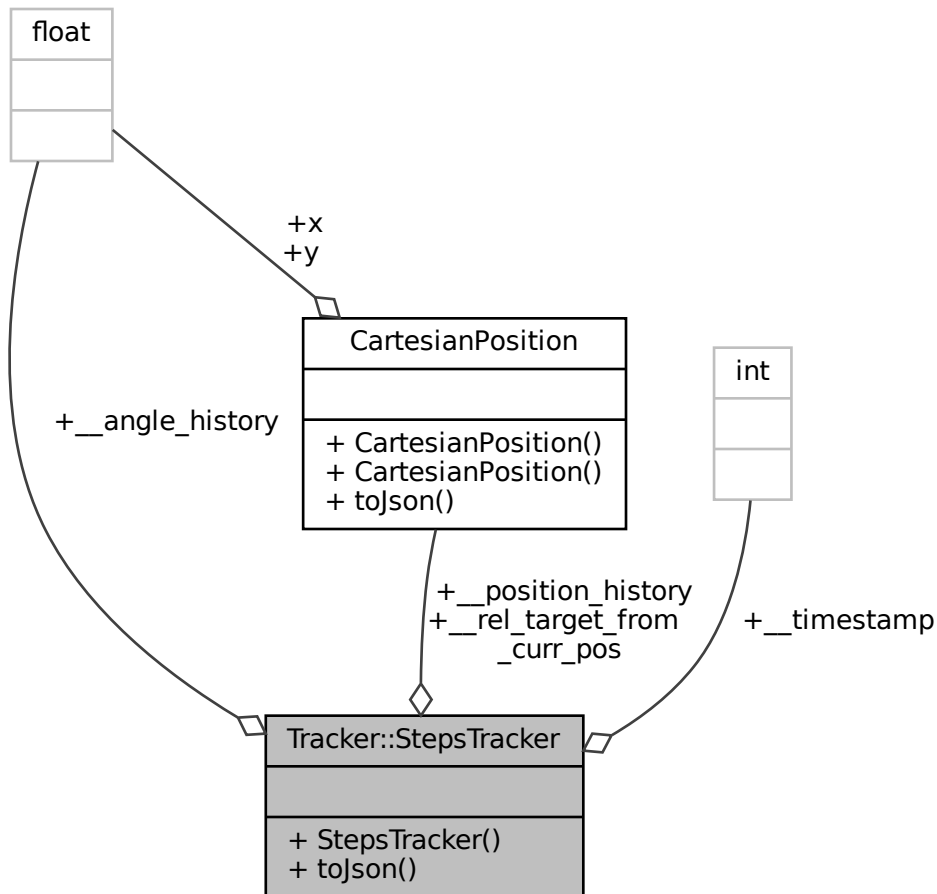 float
+x
+y
CartesianPosition
+ CartesianPosition()
+ CartesianPosition()
+ toJson()
int
+__angle_history
+__position_history
+__rel_target_from
_curr_pos
+__timestamp
Tracker::StepsTracker
+ StepsTracker()
+ toJson()